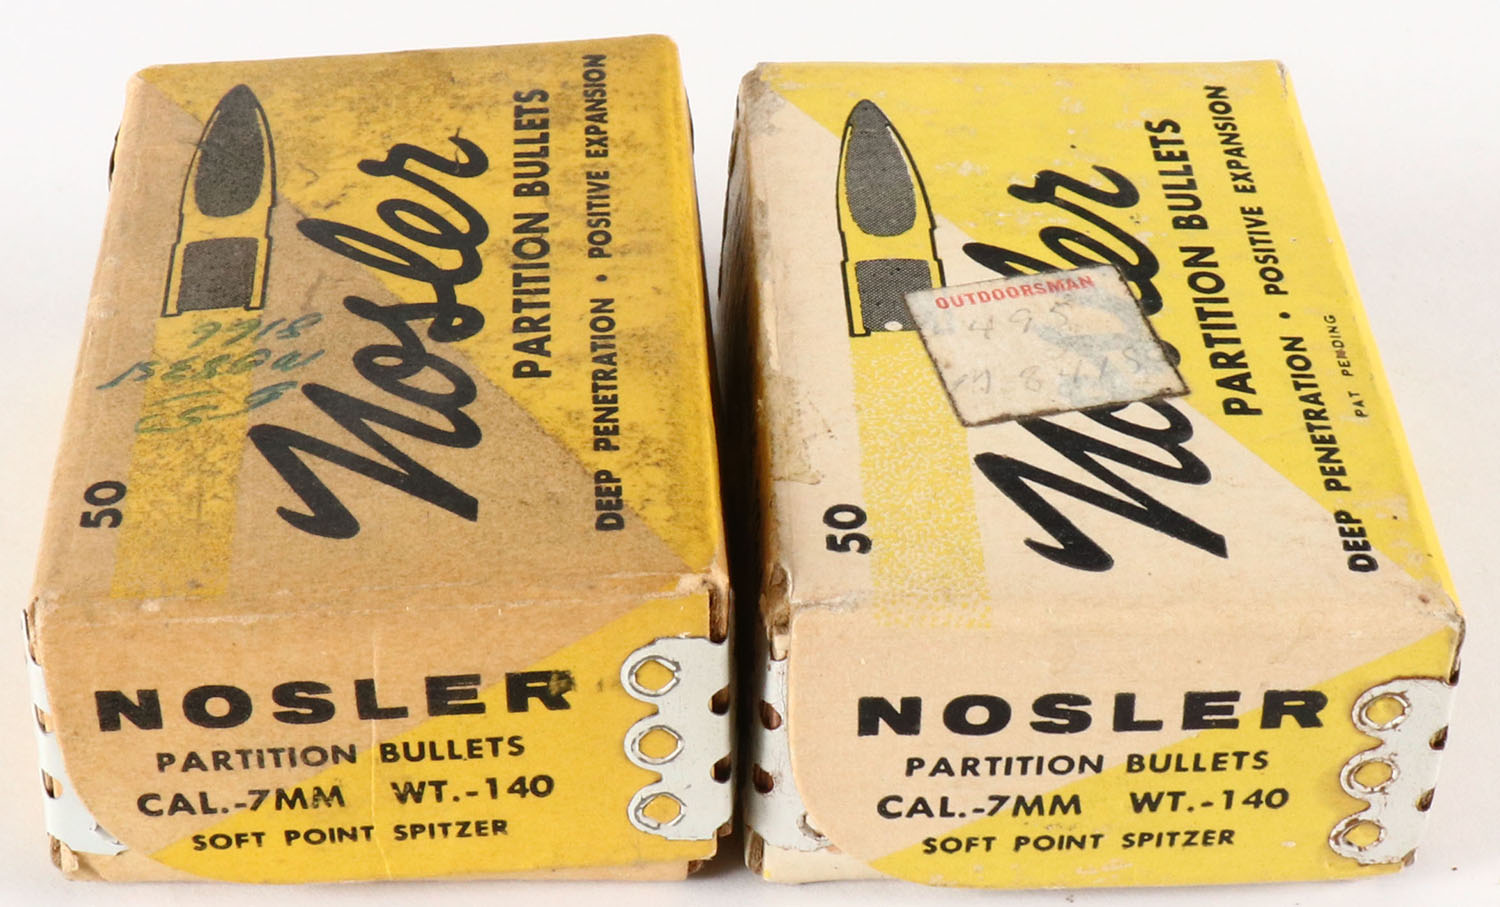 50
Nosler
PARTITION BULLETS
DEEP PENETRATION • POSITIVE EXPANSION
NOSLER
PARTITION BULLETS
CAL.-7MM WT.-140
SOFT POINT SPITZER
50
Nosler
PARTITION BULLETS
DEEP PENETRATION • POSITIVE EXPANSION
PAT PENDING
OUTDOORSMAN
495
NOSLER
PARTITION BULLETS
CAL.-7MM WT.-140
SOFT POINT SPITZER